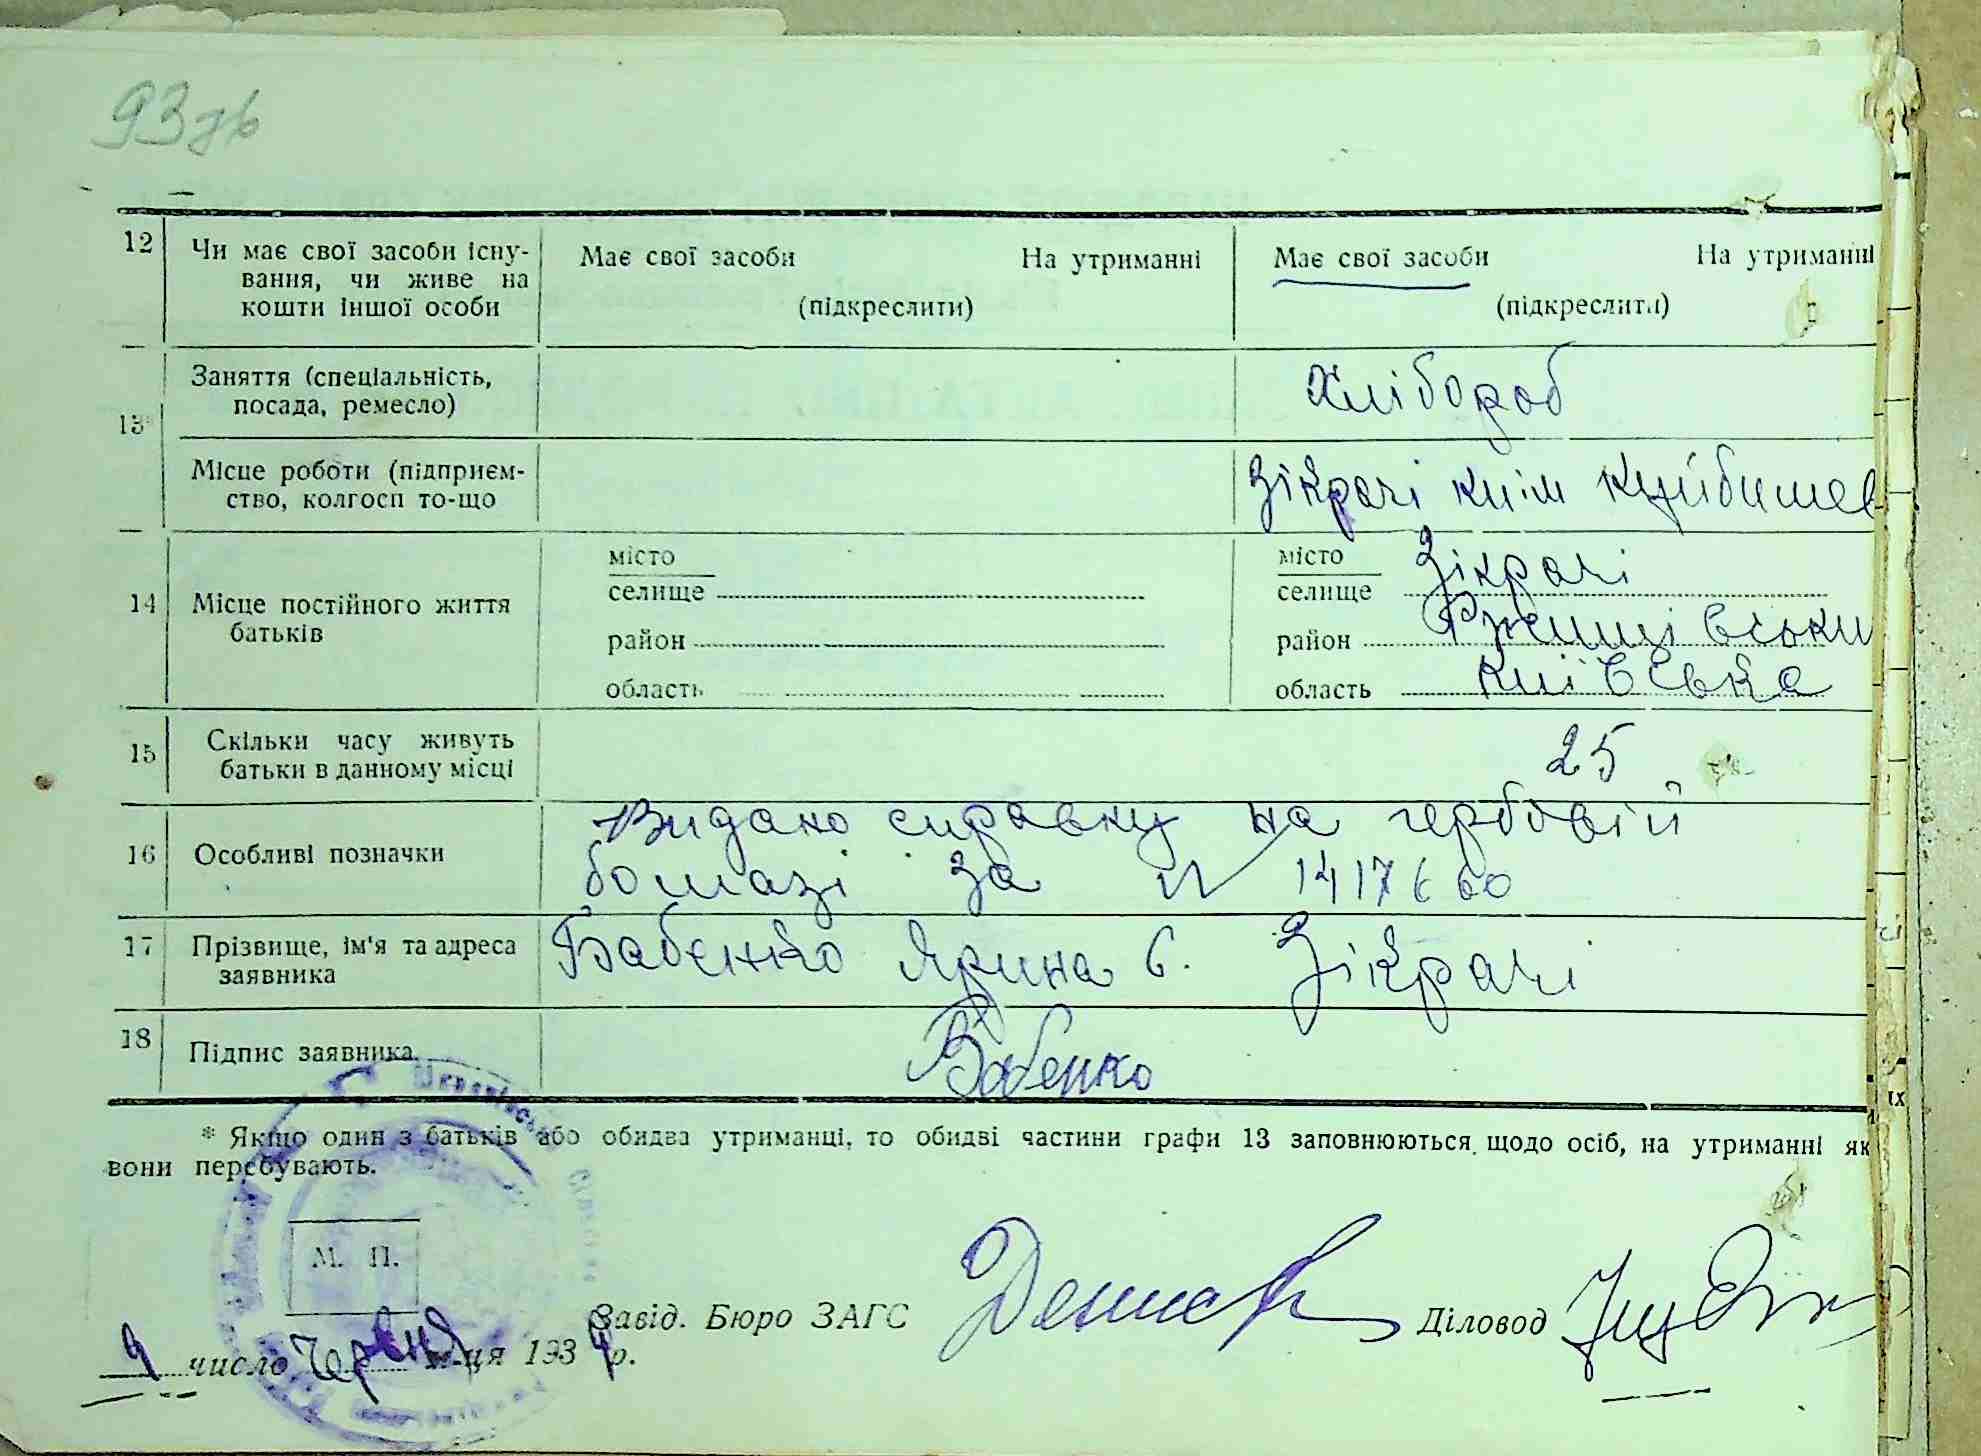 93зв
12 Чи має свої засоби існу- Має свої засоби На утриманні Має свої засоби На утриманні
вання, чи живе на
кошти іншої особи (підкреслити) (підкреслити)
Заняття (спеціальність, Хлібороб
посада, ремесло)
13*
Місце роботи (підприєм- Зікрачі київ Куйбишев
ство, колгосп то-що
місто місто Зікрачі
селище селище
14 Місце постійного життя
батьків
район район Ржищівськи
область область Київська
15 Скільки часу живуть 25
батьки в данному місці
Видано справку на гербовій
16 Особливі позначки бомазі за N 1417660
17 Прізвище, ім'я та адреса Бабенко Ярина Є. Зікрачі
заявника
18 Підпис заявника Бабенко
* Якщо один з батьків або обидва утриманці, то обидві частини графи 13 заповнюються щодо осіб, на утриманні як
вони перебувають.
М. П.
Завід. Бюро ЗАГС Діловод
9 число червня м-ця 1939 р.